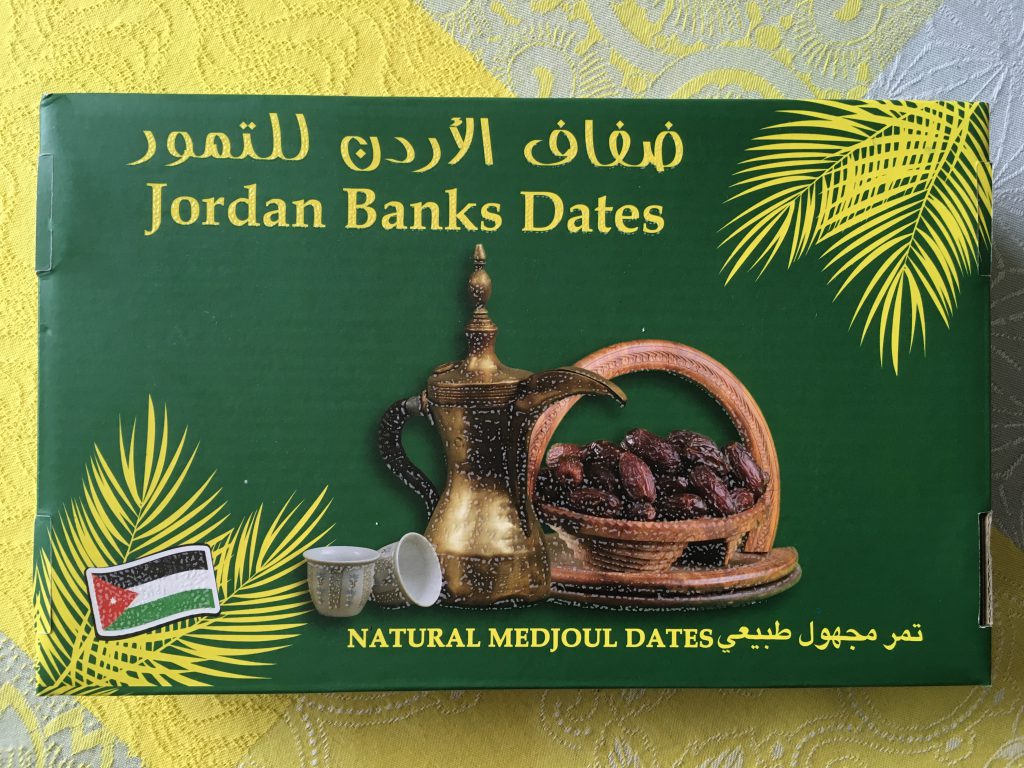 ضفاف الأردن للتمور
Jordan Banks Dates
NATURAL MEDJOUL DATES تمر مجهول طبيعي